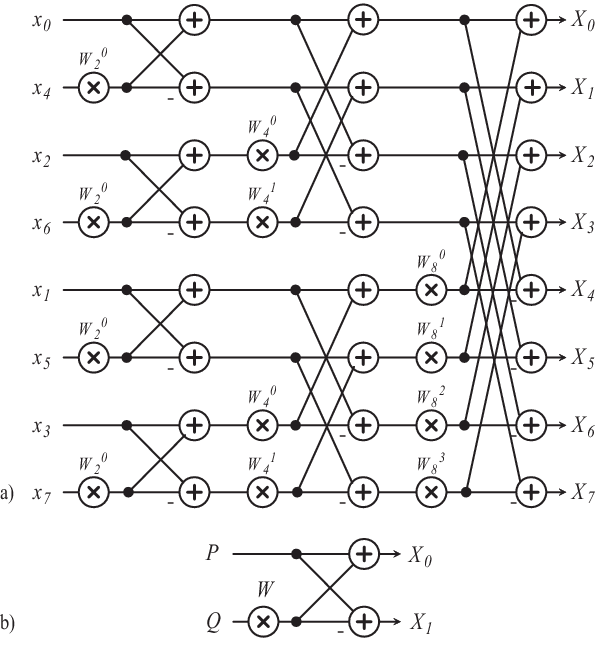 x0 X0
W2^0
x4 - X1
W4^0
x2 - X2
W2^0 W4^1
x6 - - X3
W8^0
x1 - X4
W2^0 W8^1
x5 - - X5
W4^0 W8^2
x3 - - X6
W2^0 W4^1 W8^3
a) x7 - - - X7
P X0
W
b) Q - X1